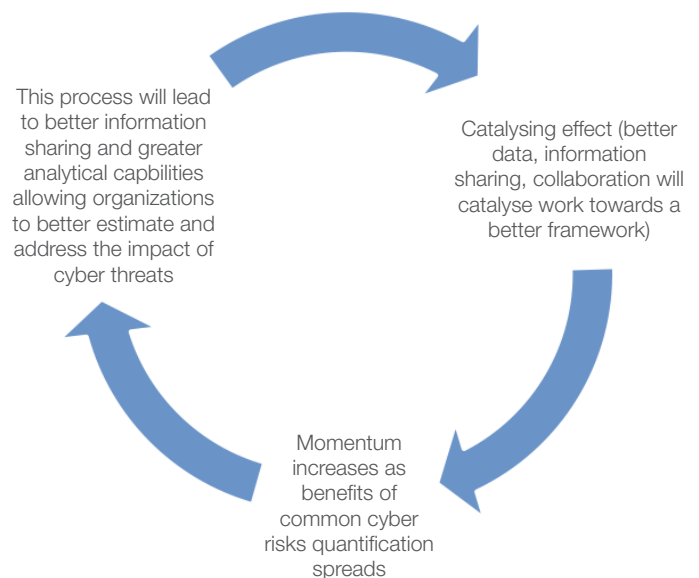 This process will lead
to better information
sharing and greater
analytical capbilities
allowing organizations
to better estimate and
address the impact of
cyber threats
Catalysing effect (better
data, information
sharing, collaboration will
catalyse work towards a
better framework)
Momentum
increases as
benefits of
common cyber
risks quantification
spreads